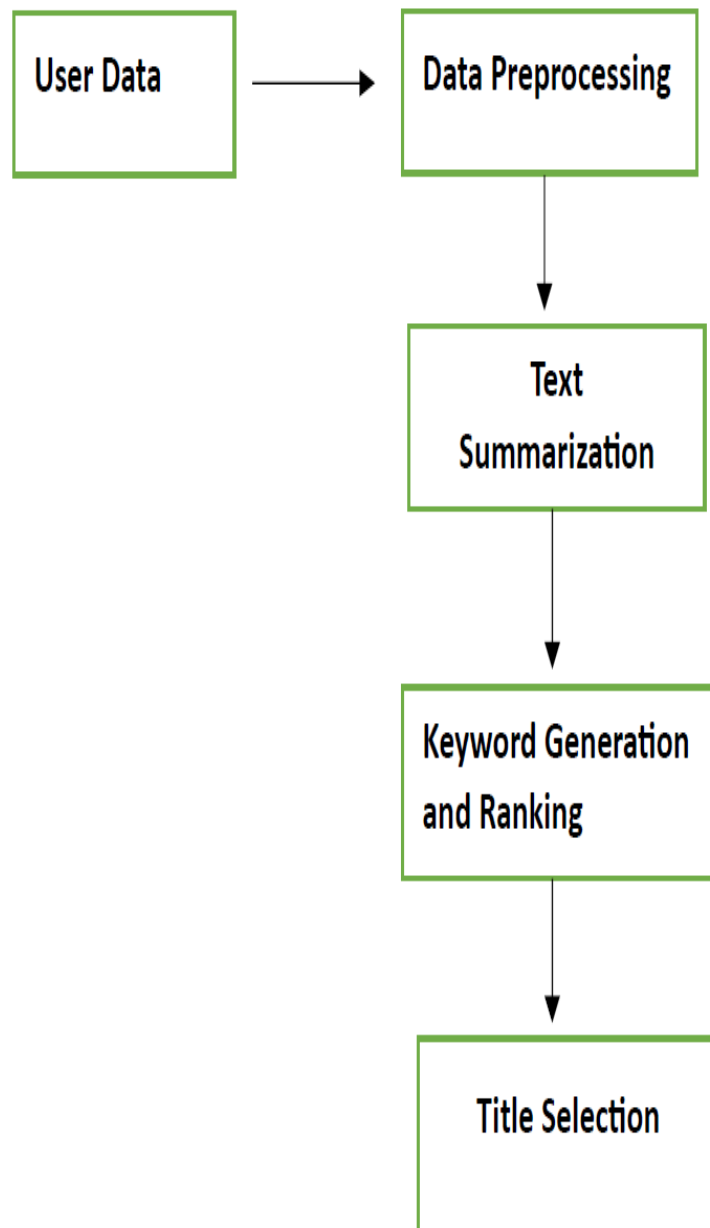 User Data
Data Preprocessing
Text
Summarization
Keyword Generation
and Ranking
Title Selection